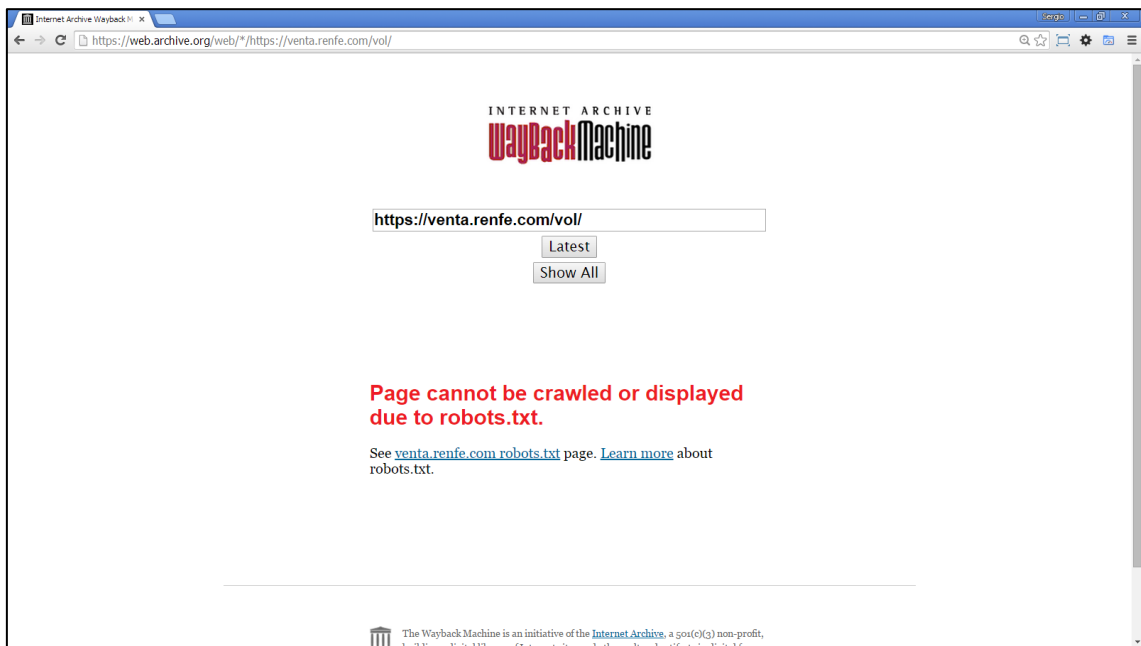 Internet Archive Wayback M
Sergio
https://web.archive.org/web/*/https://venta.renfe.com/vol/
INTERNET ARCHIVE
WayBackMachine
https://venta.renfe.com/vol/
Latest
Show All
Page cannot be crawled or displayed
due to robots.txt.
See venta.renfe.com robots.txt page. Learn more about
robots.txt.
The Wayback Machine is an initiative of the Internet Archive, a 501(c)(3) non-profit,